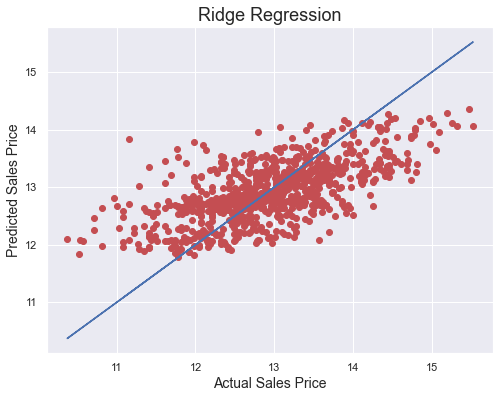 Ridge Regression
Predicted Sales Price
15
14
13
12
11
11 12 13 14 15
Actual Sales Price